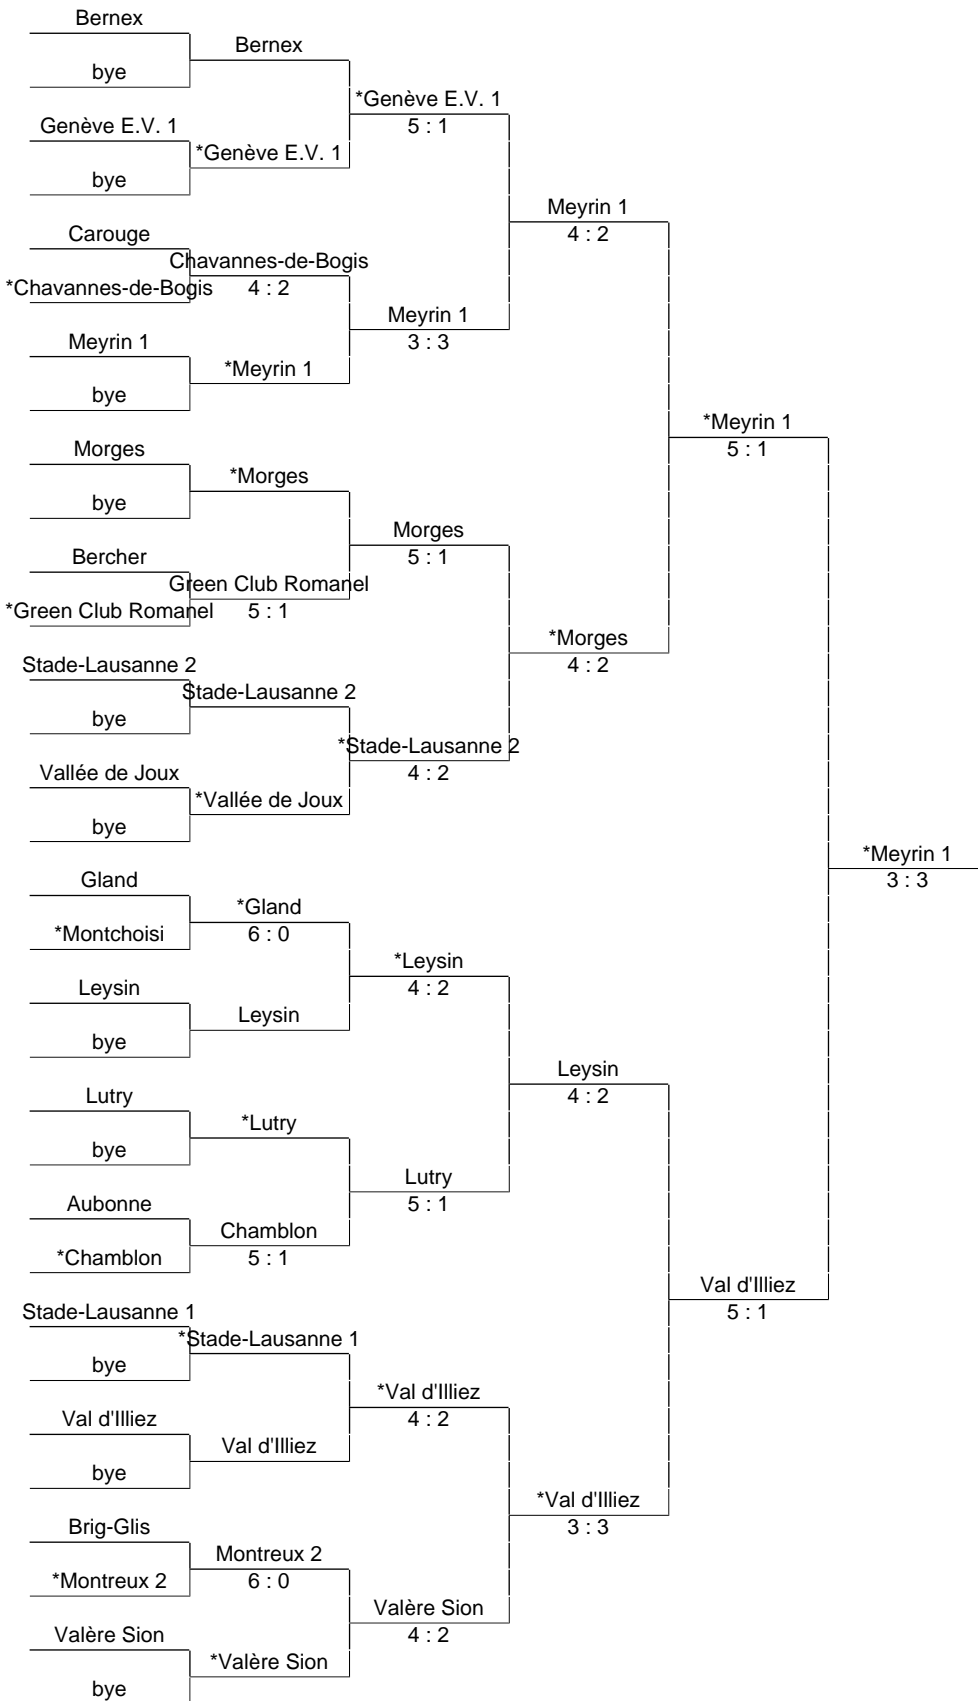 Bernex
Bernex
bye
*Genève E.V. 1
5 : 1
Genève E.V. 1
*Genève E.V. 1
bye
Meyrin 1
4 : 2
Carouge
Chavannes-de-Bogis
*Chavannes-de-Bogis
4 : 2
Meyrin 1
3 : 3
Meyrin 1
*Meyrin 1
bye
*Meyrin 1
5 : 1
Morges
*Morges
bye
Morges
5 : 1
Bercher
Green Club Romanel
*Green Club Romanel
5 : 1
*Morges
4 : 2
Stade-Lausanne 2
Stade-Lausanne 2
bye
*Stade-Lausanne 2
4 : 2
Vallée de Joux
*Vallée de Joux
bye
*Meyrin 1
3 : 3
Gland
*Gland
*Montchoisi
6 : 0
*Leysin
4 : 2
Leysin
Leysin
bye
Leysin
4 : 2
Lutry
*Lutry
bye
Lutry
5 : 1
Aubonne
Chamblon
*Chamblon
5 : 1
Val d'Illiez
5 : 1
Stade-Lausanne 1
*Stade-Lausanne 1
bye
*Val d'Illiez
4 : 2
Val d'Illiez
Val d'Illiez
bye
*Val d'Illiez
3 : 3
Brig-Glis
Montreux 2
*Montreux 2
6 : 0
Valère Sion
4 : 2
Valère Sion
*Valère Sion
bye